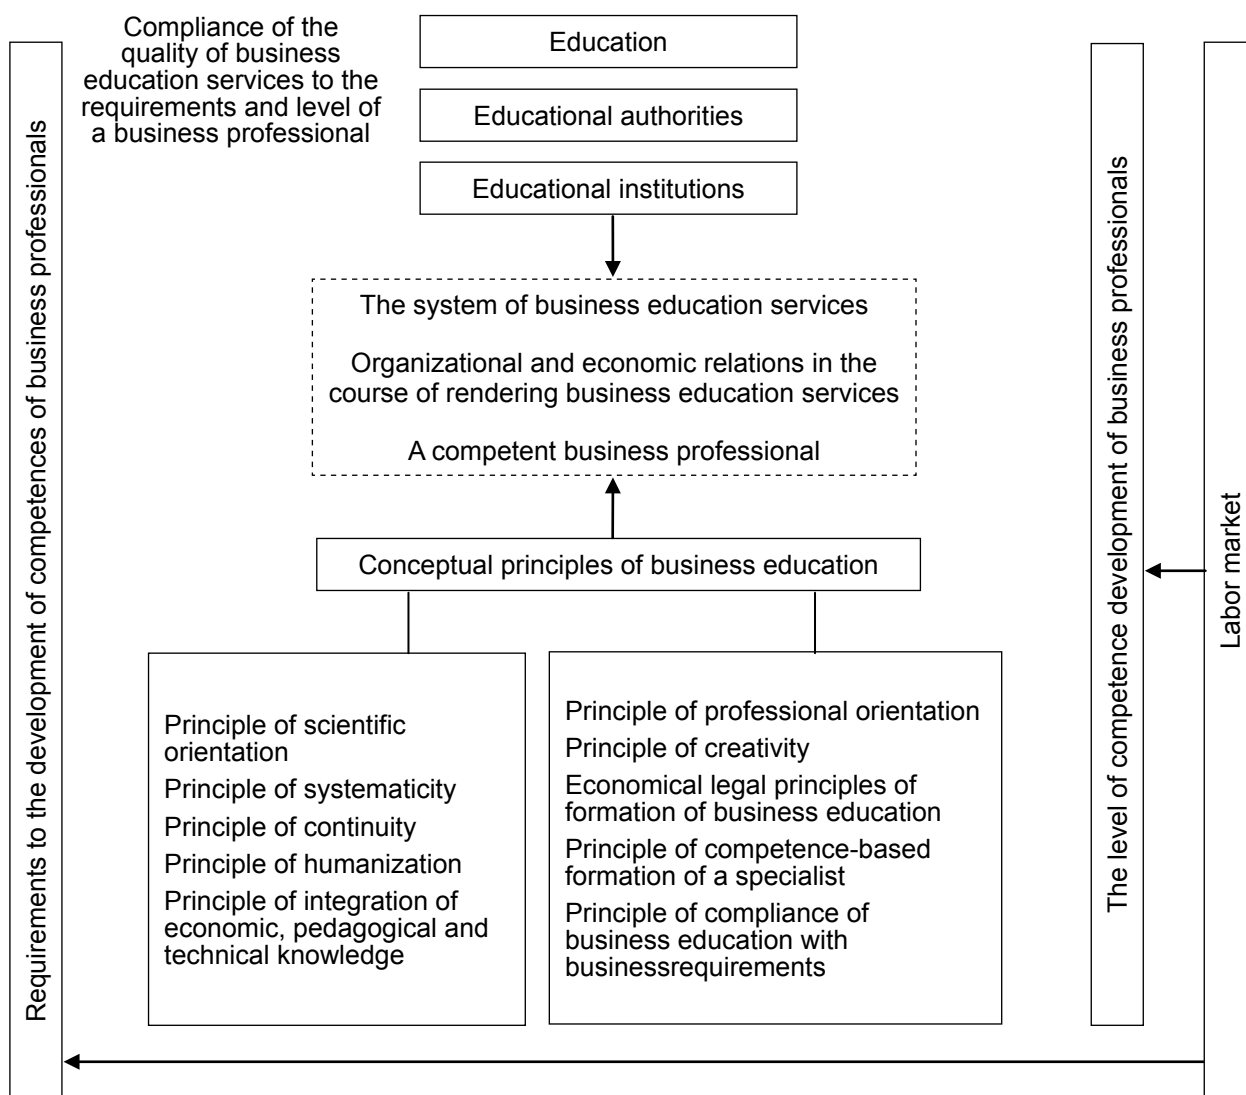 Requirements to the development of competences of business professionals
Compliance of the
quality of business
education services to the
requirements and level of
a business professional
Education
Educational authorities
Educational institutions
The system of business education services
Organizational and economic relations in the
course of rendering business education services
A competent business professional
Conceptual principles of business education
Principle of scientific
orientation
Principle of systematicity
Principle of continuity
Principle of humanization
Principle of integration of
economic, pedagogical and
technical knowledge
Principle of professional orientation
Principle of creativity
Economical legal principles of
formation of business education
Principle of competence-based
formation of a specialist
Principle of compliance of
business education with
businessrequirements
The level of competence development of business professionals
Labor market